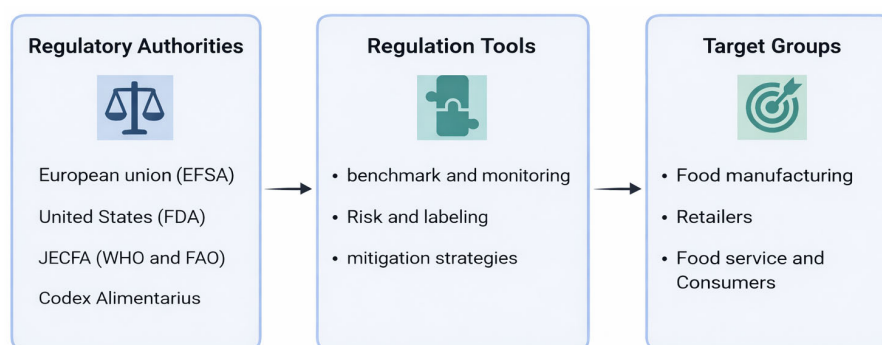 Regulatory Authorities
European union (EFSA)
United States (FDA)
JECFA (WHO and FAO)
Codex Alimentarius
Regulation Tools
• benchmark and monitoring
• Risk and labeling
• mitigation strategies
Target Groups
• Food manufacturing
• Retailers
• Food service and
Consumers